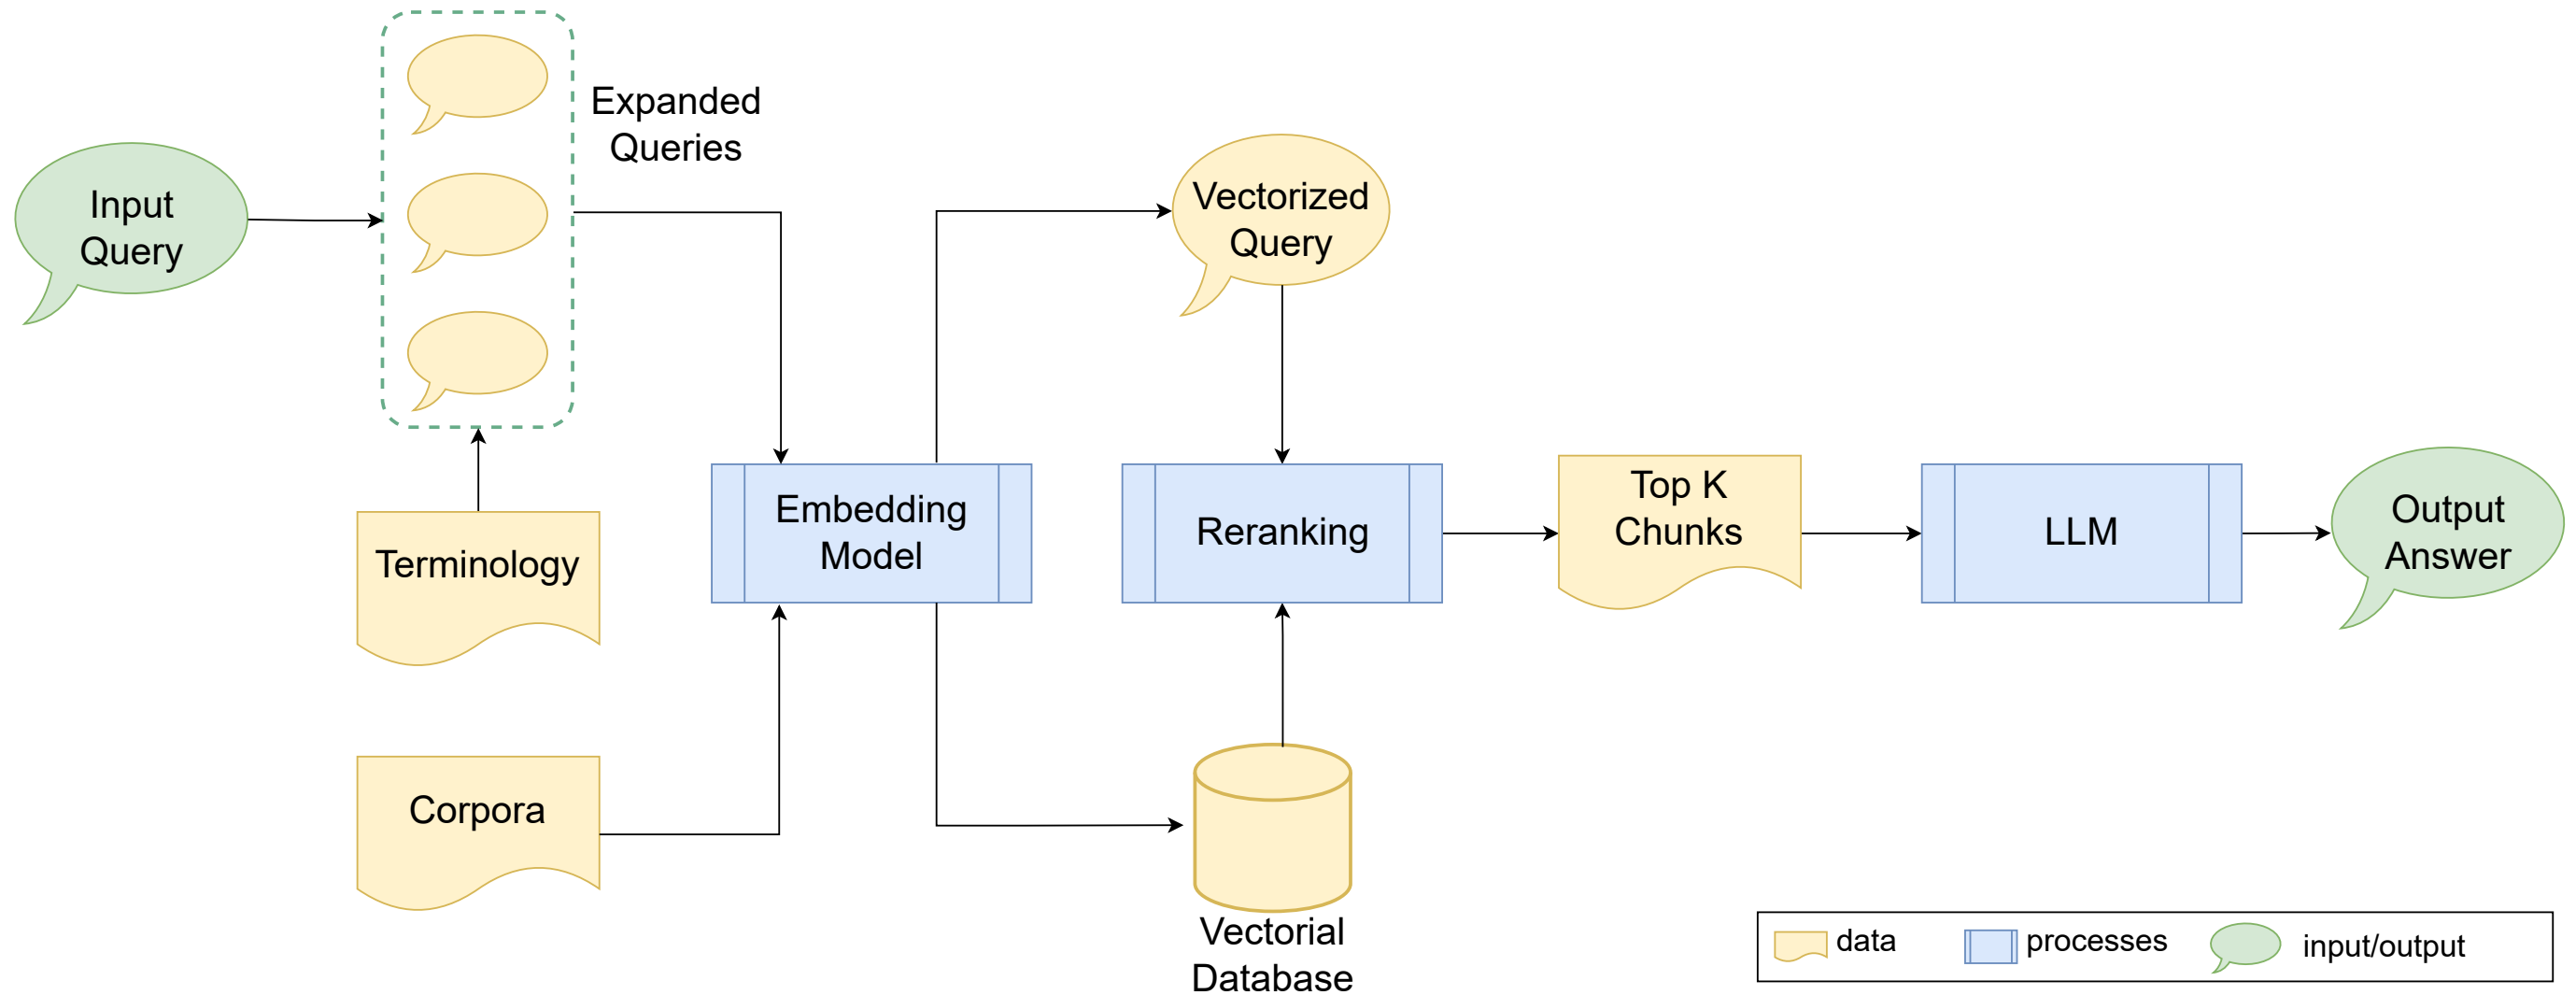 Expanded
Queries
Input
Query
Vectorized
Query
Terminology
Embedding
Model
Reranking
Top K
Chunks
LLM
Output
Answer
Corpora
Vectorial
Database
data
processes
input/output